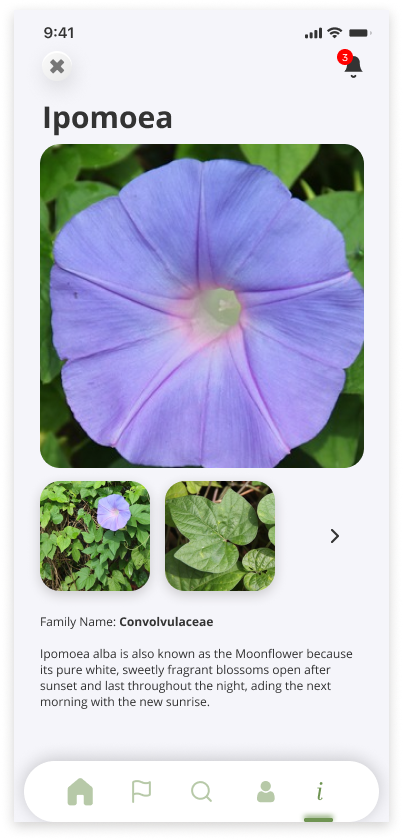 9:41
3
Ipomoea
Family Name: Convolvulaceae
Ipomoea alba is also known as the Moonflower because
its pure white, sweetly fragrant blossoms open after
sunset and last throughout the night, ading the next
morning with the new sunrise.
i